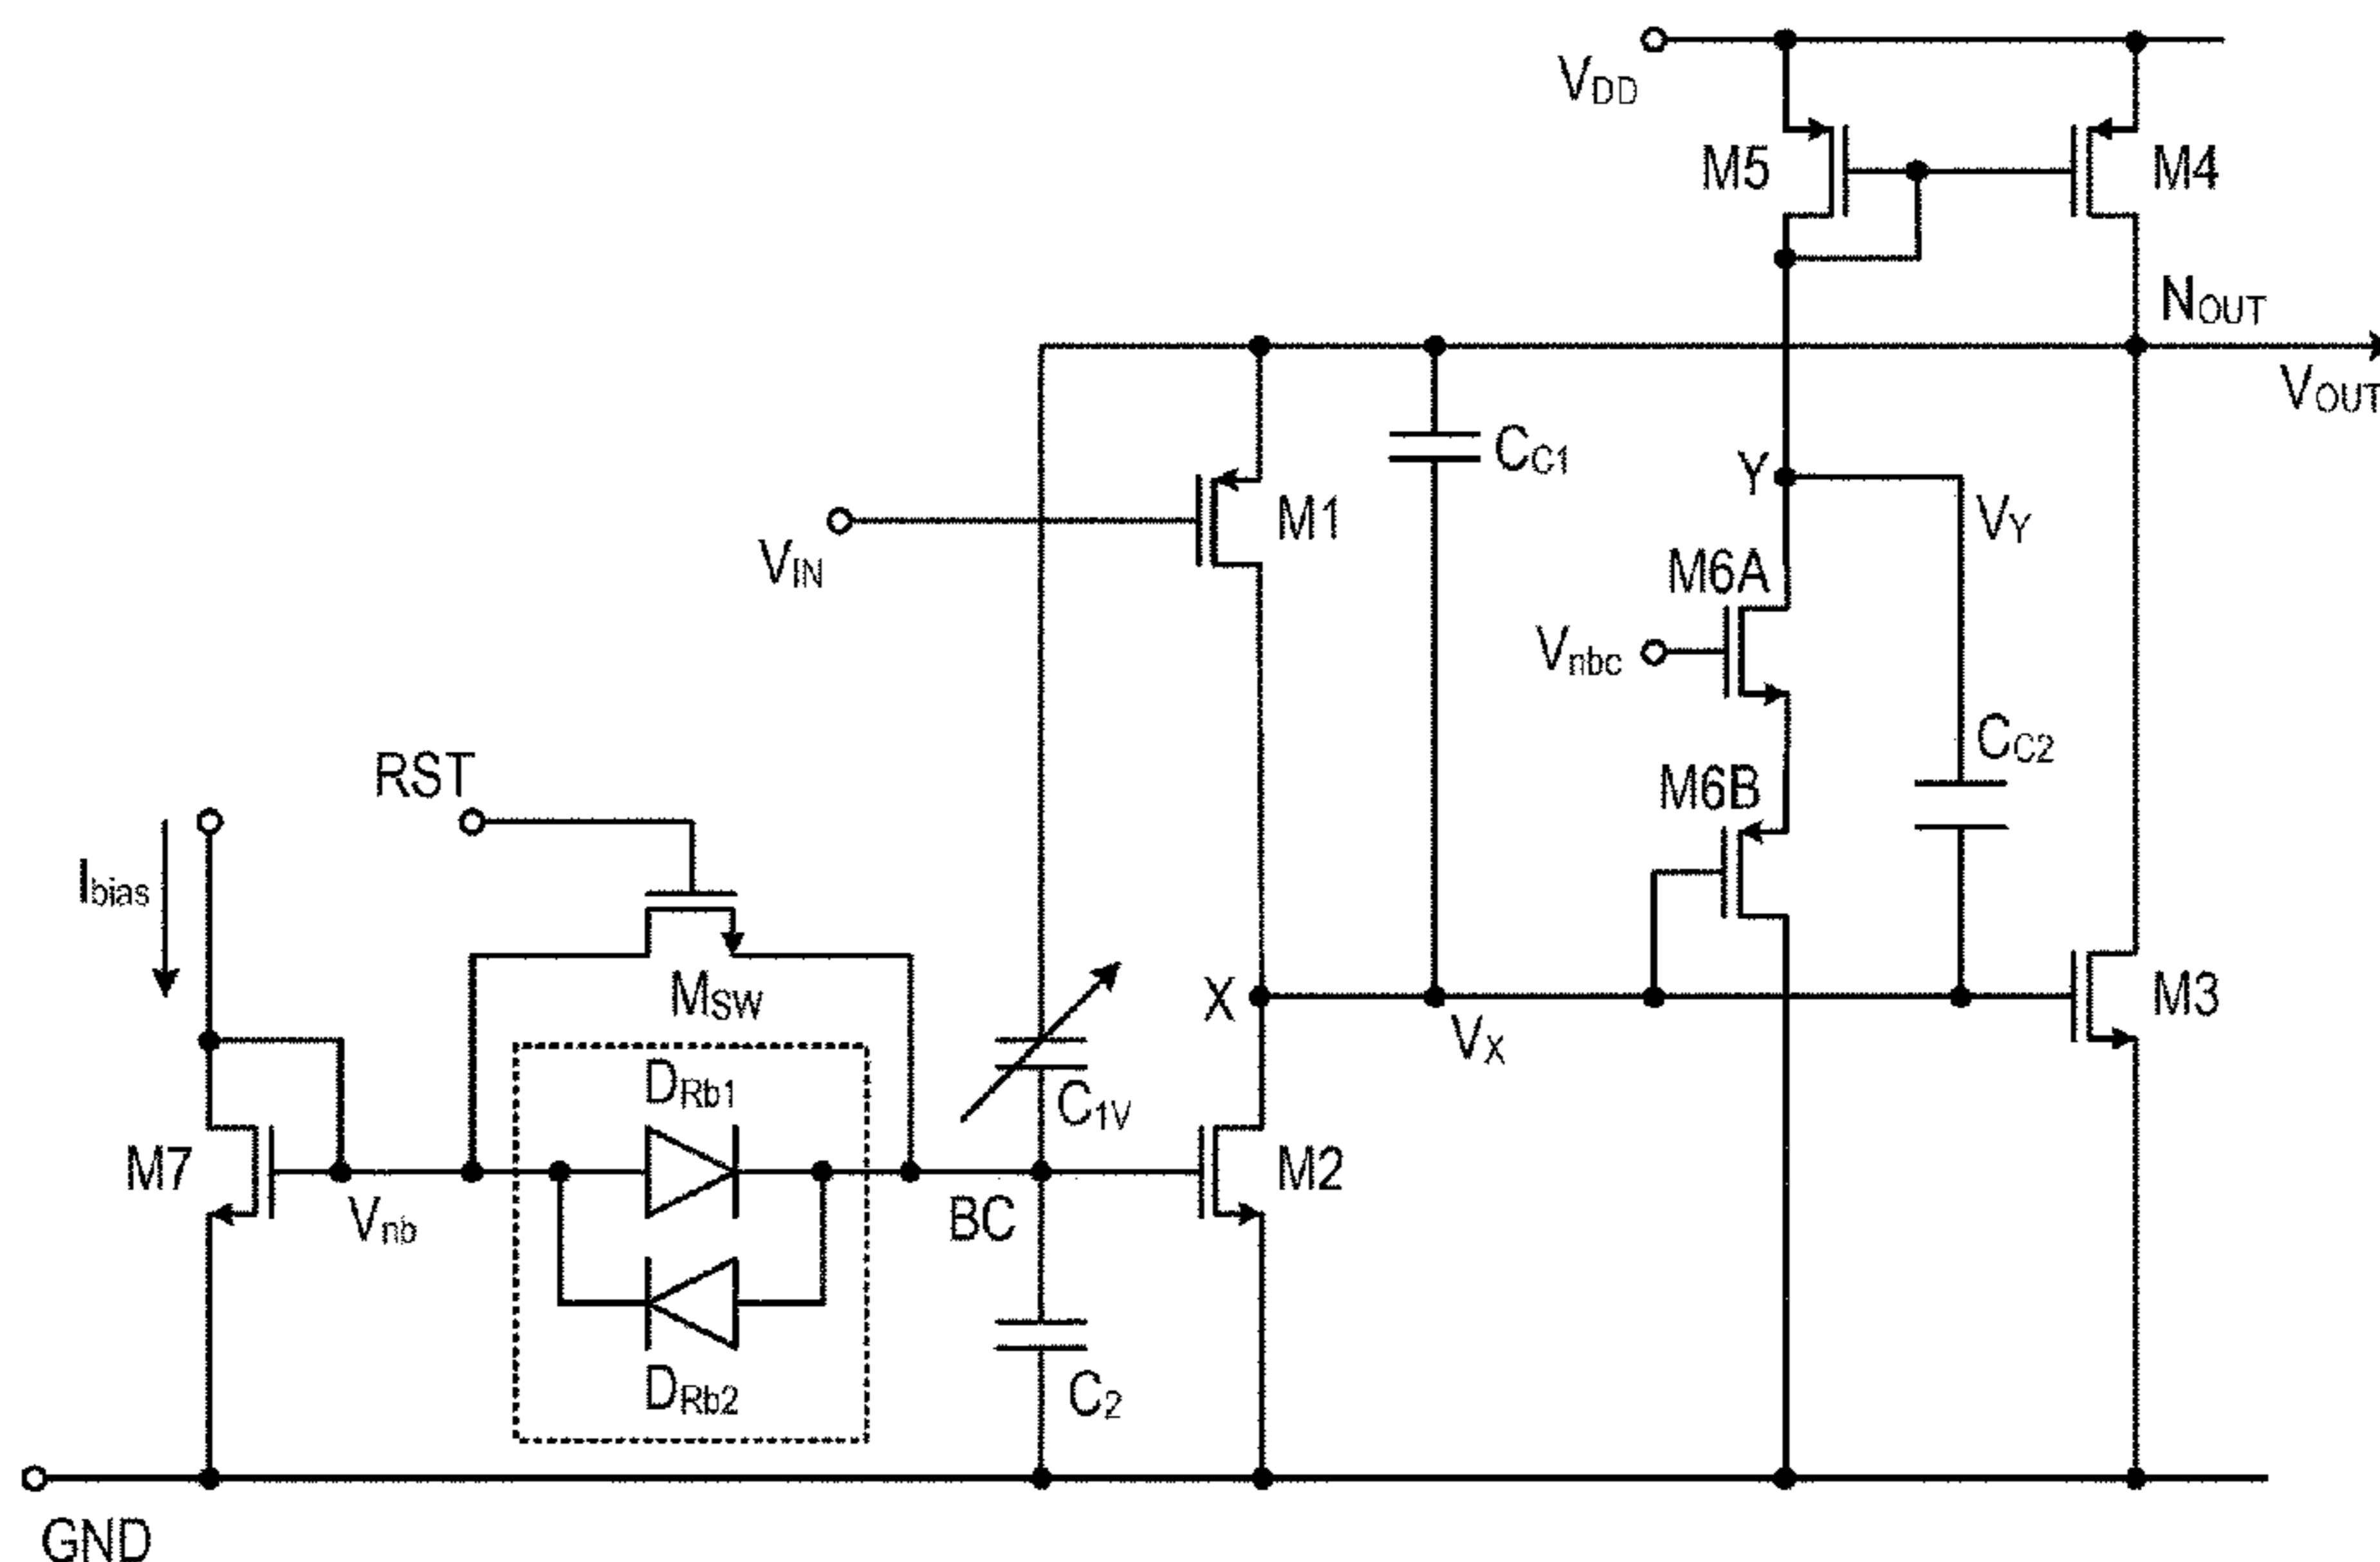 VDD
M5
M4
NOUT
VOUT
CC1
Y
VY
M1
VIN
M6A
Vnbc
CC2
M6B
RST
Ibias
MSW
X
VX
M3
DRb1
C1V
M7
Vnb
BC
M2
DRb2
C2
GND